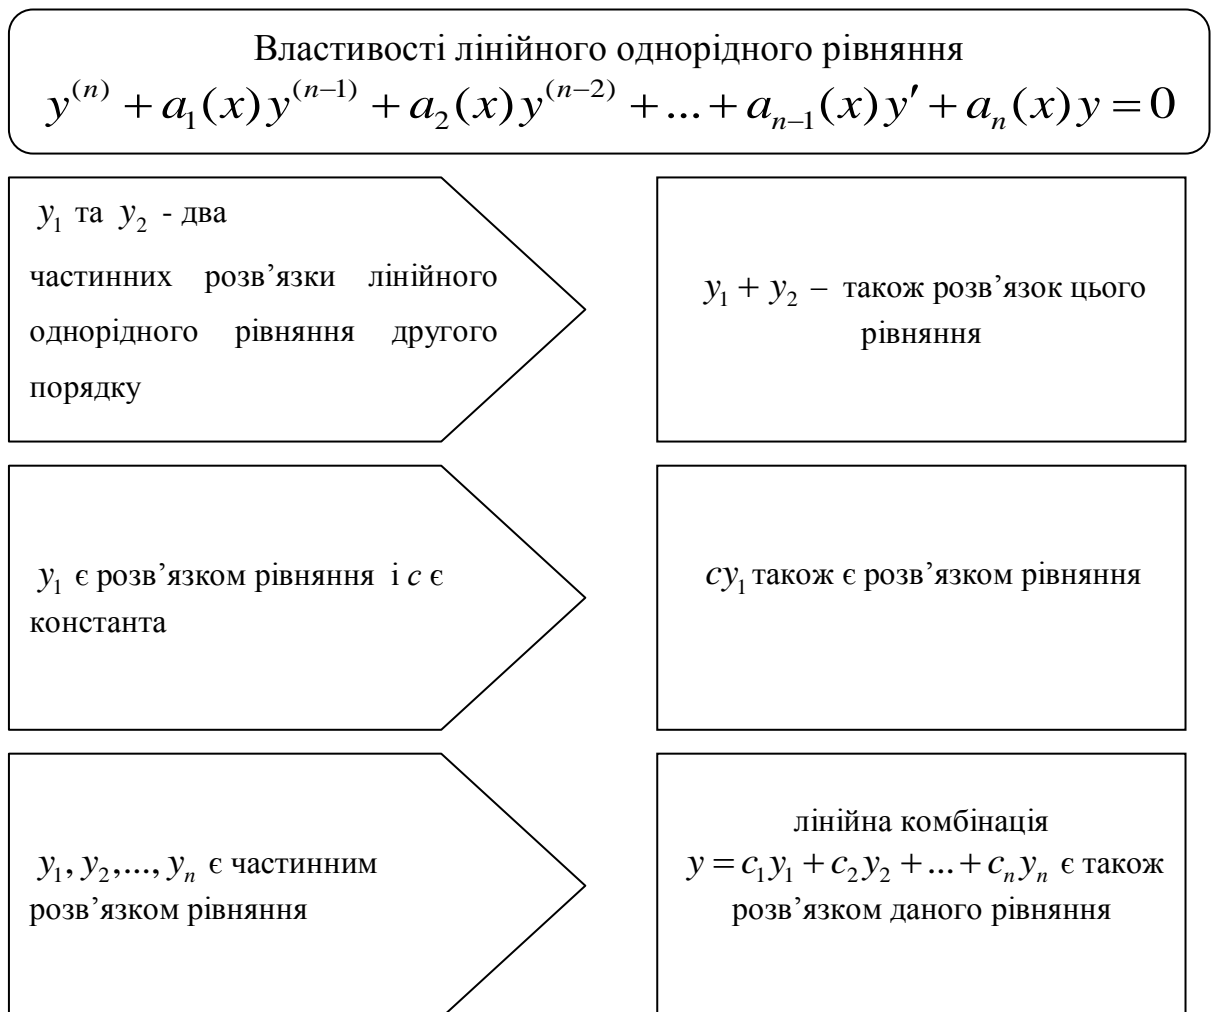 Властивості лінійного однорідного рівняння
y^{(n)} + a_1(x)y^{(n-1)} + a_2(x)y^{(n-2)} + ... + a_{n-1}(x)y' + a_n(x)y = 0
y_1 та y_2 - два
частинних розв’язки лінійного
однорідного рівняння другого
порядку
y_1 + y_2 – також розв’язок цього
рівняння
y_1 є розв’язком рівняння і c є
константа
cy_1 також є розв’язком рівняння
y_1, y_2,..., y_n є частинним
розв’язком рівняння
лінійна комбінація
y = c_1y_1 + c_2y_2 + ... + c_ny_n є також
розв’язком даного рівняння